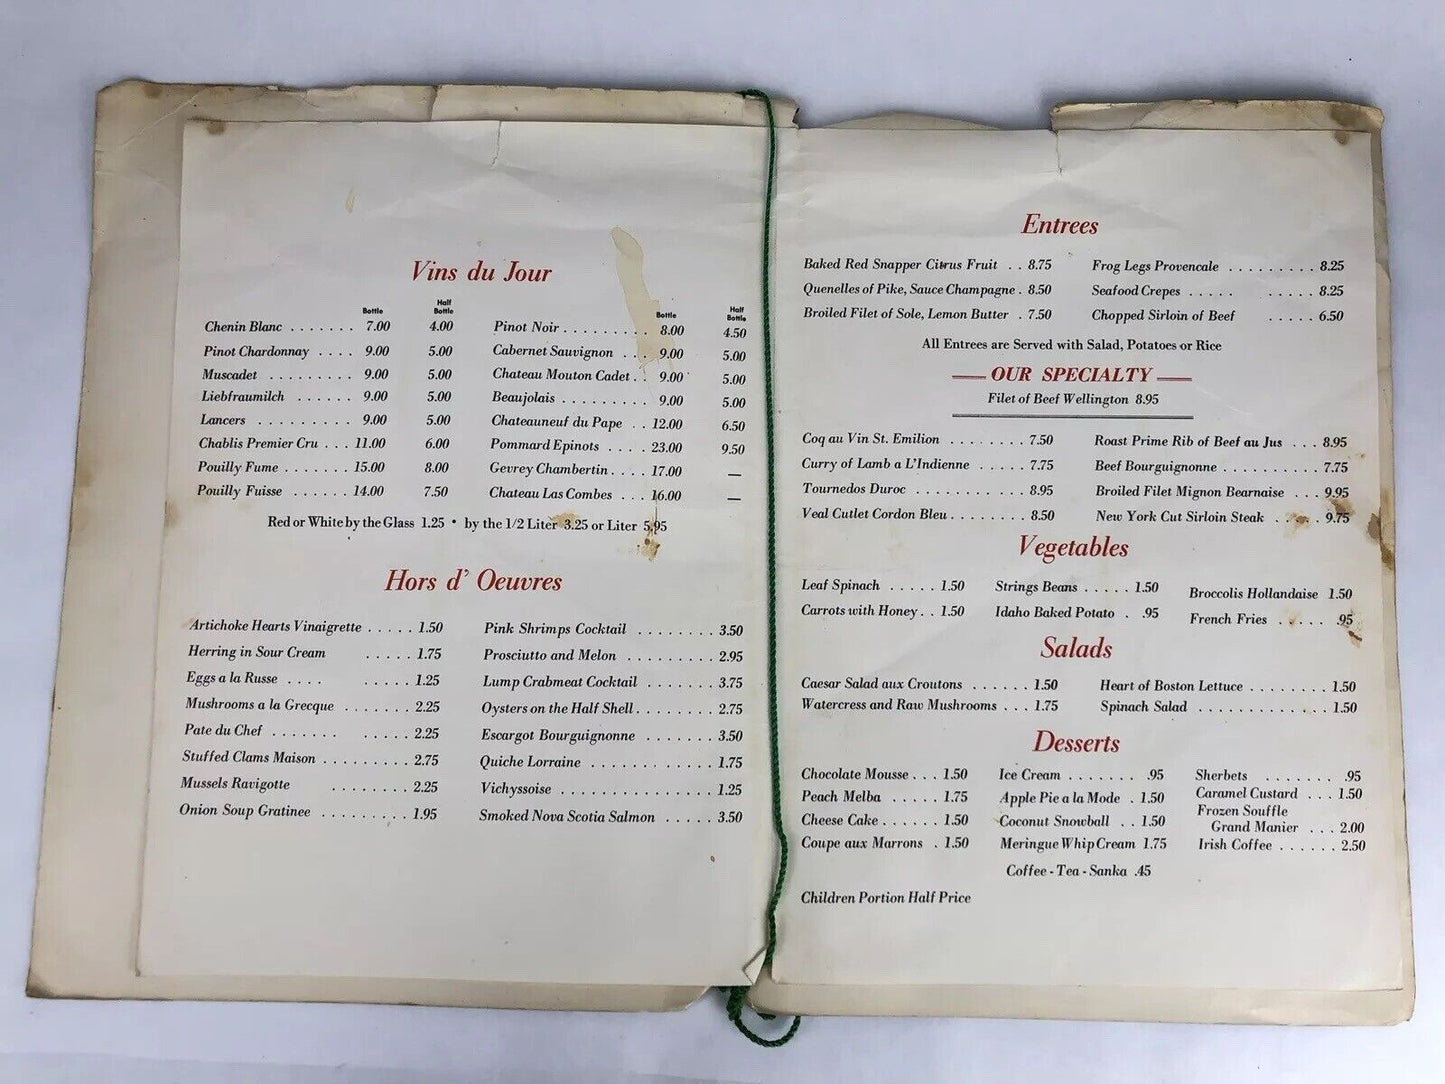 Vins du Jour
Bottle Half Bottle Bottle Half Bottle
Chenin Blanc . . . . . . . 7.00 4.00 Pinot Noir . . . . . . . . 8.00 4.50
Pinot Chardonnay . . . . 9.00 5.00 Cabernet Sauvignon . . . 9.00 5.00
Muscadet . . . . . . . . . 9.00 5.00 Chateau Mouton Cadet . . 9.00 5.00
Liebfraumilch . . . . . . 9.00 5.00 Beaujolais . . . . . . . . . 9.00 5.00
Lancers . . . . . . . . . . 9.00 5.00 Chateauneuf du Pape . . 12.00 6.50
Chablis Premier Cru . . . 11.00 6.00 Pommard Epinots . . . . 23.00 9.50
Pouilly Fume . . . . . . . 15.00 8.00 Gevrey Chambertin . . . . 17.00 —
Pouilly Fuisse . . . . . . 14.00 7.50 Chateau Las Combes . . . 16.00 —
Red or White by the Glass 1.25 • by the 1/2 Liter 3.25 or Liter 5.95
Hors d' Oeuvres
Artichoke Hearts Vinaigrette . . . . . 1.50 Pink Shrimps Cocktail . . . . . . . . 3.50
Herring in Sour Cream . . . . . 1.75 Prosciutto and Melon . . . . . . . . . 2.95
Eggs a la Russe . . . . . . . . . 1.25 Lump Crabmeat Cocktail . . . . . . . 3.75
Mushrooms a la Grecque . . . . . . . 2.25 Oysters on the Half Shell . . . . . . . . 2.75
Pate du Chef . . . . . . . . . . . . 2.25 Escargot Bourguignonne . . . . . . . 3.50
Stuffed Clams Maison . . . . . . . . . 2.75 Quiche Lorraine . . . . . . . . . . . . 1.75
Mussels Ravigotte . . . . . . . . 2.25 Vichyssoise . . . . . . . . . . . . . . . 1.25
Onion Soup Gratinee . . . . . . . . . 1.95 Smoked Nova Scotia Salmon . . . . . 3.50
Entrees
Baked Red Snapper Citrus Fruit . . 8.75 Frog Legs Provencale . . . . . . . . . 8.25
Quenelles of Pike, Sauce Champagne . 8.50 Seafood Crepes . . . . . . . . . . 8.25
Broiled Filet of Sole, Lemon Butter . 7.50 Chopped Sirloin of Beef . . . . . 6.50
All Entrees are Served with Salad, Potatoes or Rice
OUR SPECIALTY
Filet of Beef Wellington 8.95
Coq au Vin St. Emilion . . . . . . . . 7.50 Roast Prime Rib of Beef au Jus . . . 8.95
Curry of Lamb a L'Indienne . . . . . 7.75 Beef Bourguignonne . . . . . . . . . . 7.75
Tournedos Duroc . . . . . . . . . . . 8.95 Broiled Filet Mignon Bearnaise . . . 9.95
Veal Cutlet Cordon Bleu . . . . . . . . 8.50 New York Cut Sirloin Steak . . . . . 9.75
Vegetables
Leaf Spinach . . . . . 1.50 Strings Beans . . . . . 1.50 Broccolis Hollandaise 1.50
Carrots with Honey . . 1.50 Idaho Baked Potato . .95 French Fries . . . . . .95
Salads
Caesar Salad aux Croutons . . . . . . 1.50 Heart of Boston Lettuce . . . . . . . . 1.50
Watercress and Raw Mushrooms . . . 1.75 Spinach Salad . . . . . . . . . . . . . 1.50
Desserts
Chocolate Mousse . . . 1.50 Ice Cream . . . . . . . .95 Sherbets . . . . . . . .95
Peach Melba . . . . . 1.75 Apple Pie a la Mode . 1.50 Caramel Custard . . . 1.50
Cheese Cake . . . . . . 1.50 Coconut Snowball . . 1.50 Frozen Souffle
Grand Manier . . . 2.00
Coupe aux Marrons . 1.50 Meringue Whip Cream 1.75 Irish Coffee . . . . . . 2.50
Coffee - Tea - Sanka .45
Children Portion Half Price